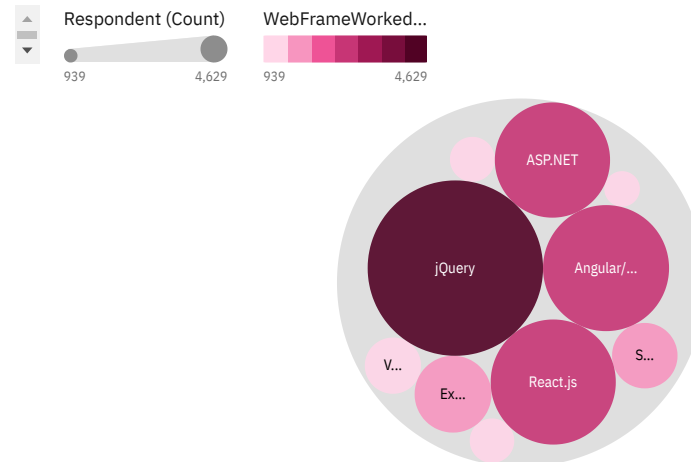 Respondent (Count)
939
4,629
WebFrameWorked...
939
4,629
ASP.NET
jQuery
Angular/...
V...
Ex...
React.js
S...